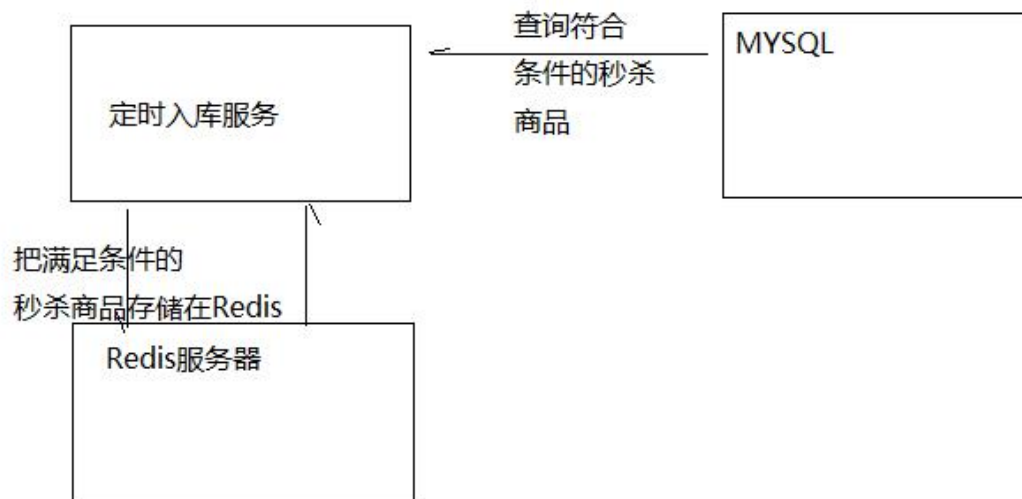 查询符合
条件的秒杀
商品
MYSQL
定时入库服务
把满足条件的
秒杀商品存储在Redis
Redis服务器